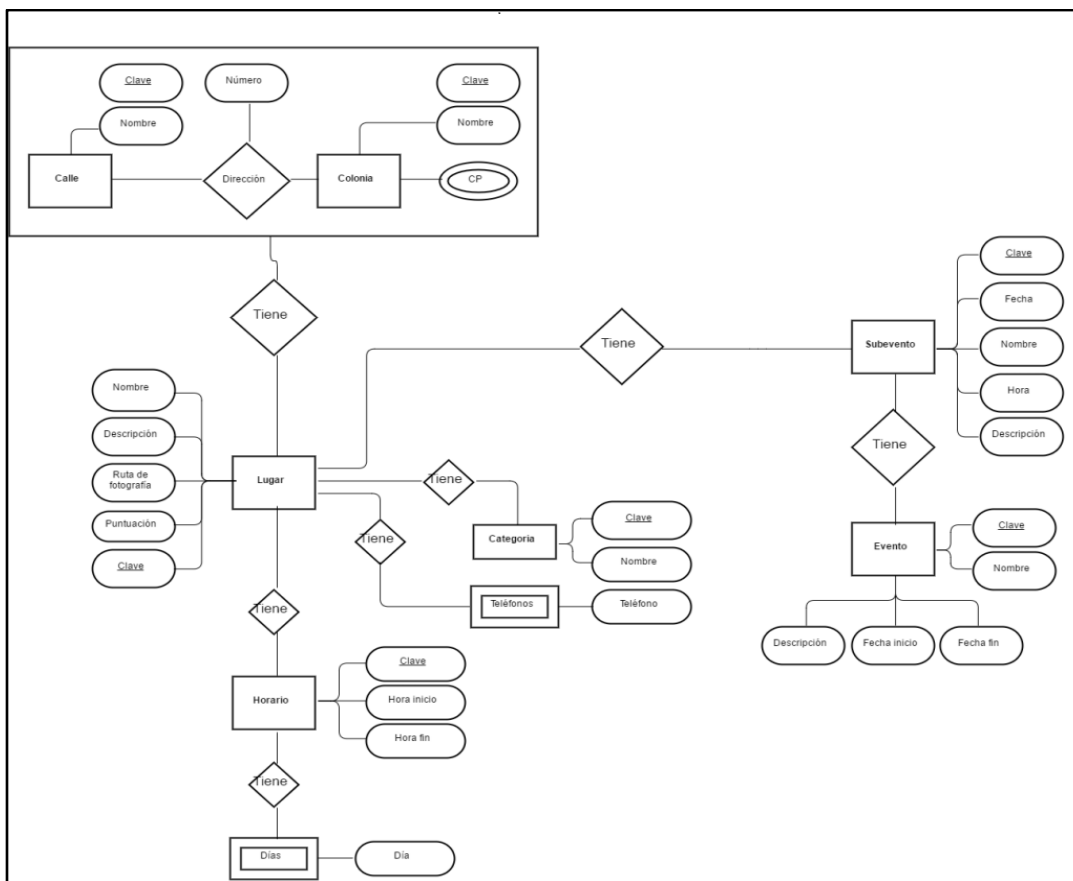 Clave
Número
Clave
Nombre
Nombre
Calle
Dirección
Colonia
CP
Tiene
Tiene
Subevento
Clave
Fecha
Nombre
Hora
Descripción
Nombre
Descripción
Ruta de
fotografía
Puntuación
Clave
Lugar
Tiene
Tiene
Categoría
Clave
Nombre
Tiene
Teléfonos
Teléfono
Evento
Clave
Nombre
Descripción
Fecha inicio
Fecha fin
Tiene
Horario
Clave
Hora inicio
Hora fin
Tiene
Días
Día